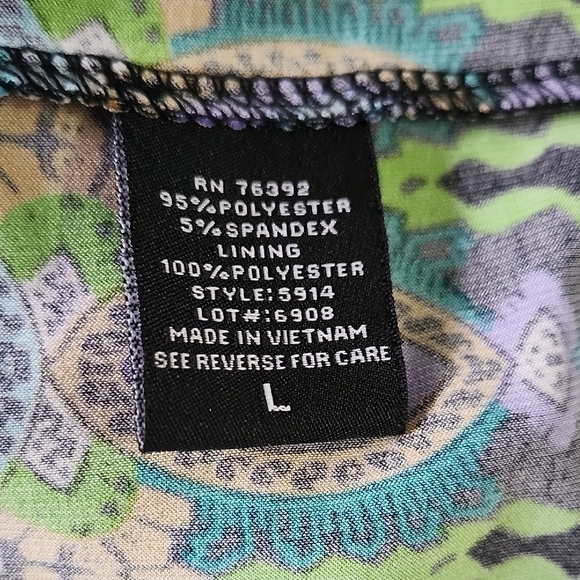 RN 76392
95%POLYESTER
5%SPANDEX
LINING
100%POLYESTER
STYLE:5914
LOT#:6908
MADE IN VIETNAM
SEE REVERSE FOR CARE
L